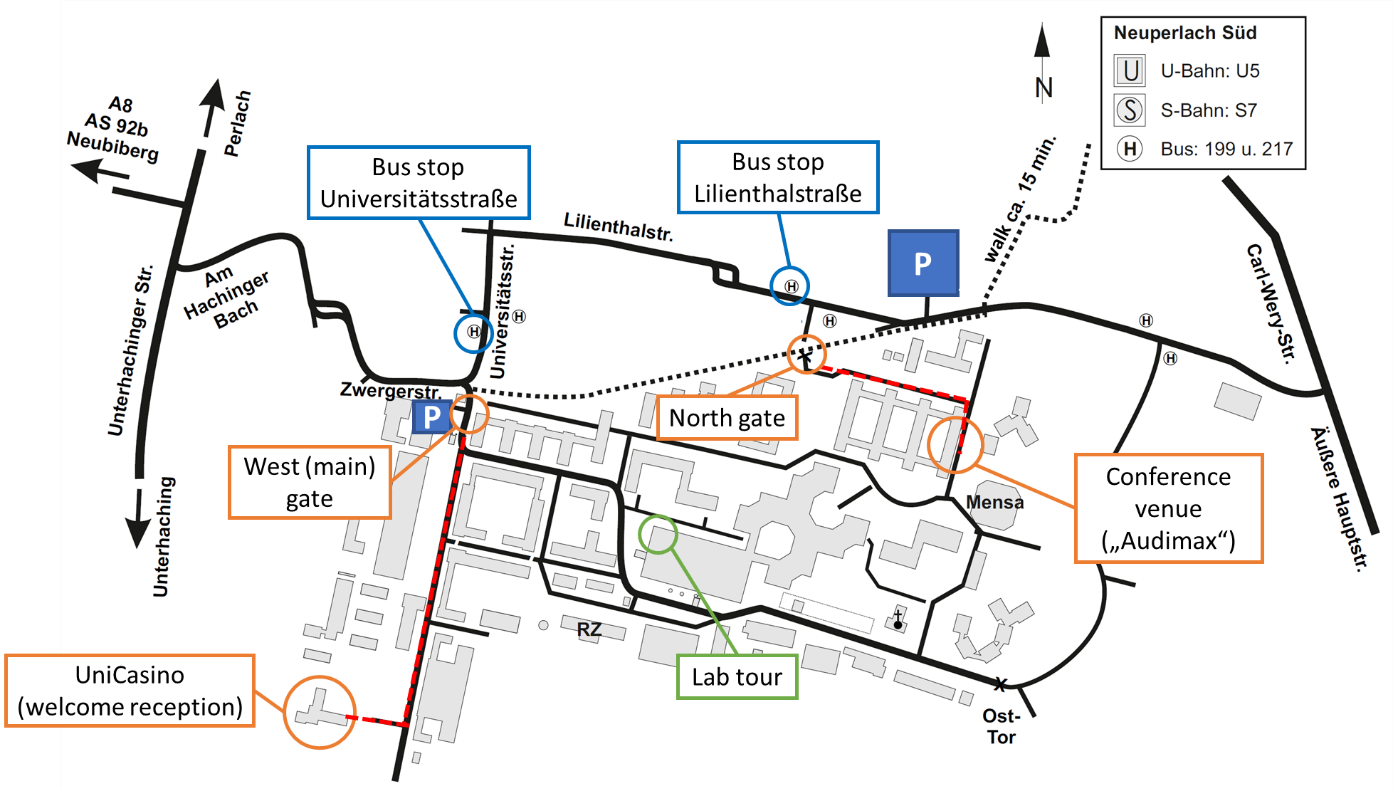 Neuperlach Süd
U U-Bahn: U5
S S-Bahn: S7
H Bus: 199 u. 217
N
A8
AS 92b
Neubiberg
Perlach
Bus stop
Universitätsstraße
Bus stop
Lilienthalstraße
Lilienthalstr.
walk ca. 15 min.
P
Carl-Wery-Str.
Am
Hachinger
Bach
Unterhachinger Str.
Universitätsstr.
H
H
H
H
H
H
Zwergerstr.
P
North gate
West (main)
gate
Äußere Hauptstr.
Conference
venue
(„Audimax“)
Mensa
Unterhaching
RZ
UniCasino
(welcome reception)
Lab tour
x
x
Ost-
Tor